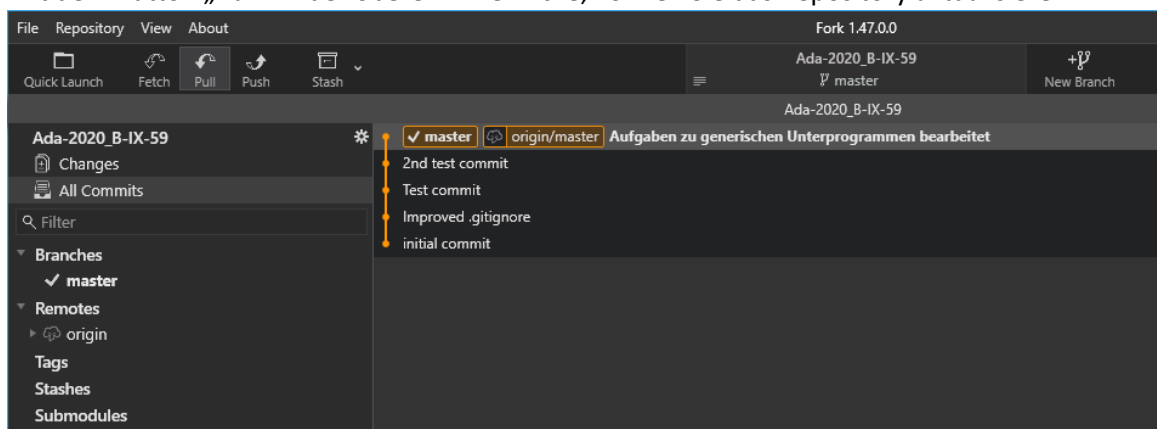 File Repository View About Fork 1.47.0.0
Quick Launch Fetch Pull Push Stash Ada-2020_B-IX-59 master New Branch
Ada-2020_B-IX-59
Ada-2020_B-IX-59
Changes
All Commits
Filter
Branches
master
Remotes
origin
Tags
Stashes
Submodules
master origin/master Aufgaben zu generischen Unterprogrammen bearbeitet
2nd test commit
Test commit
Improved .gitignore
initial commit